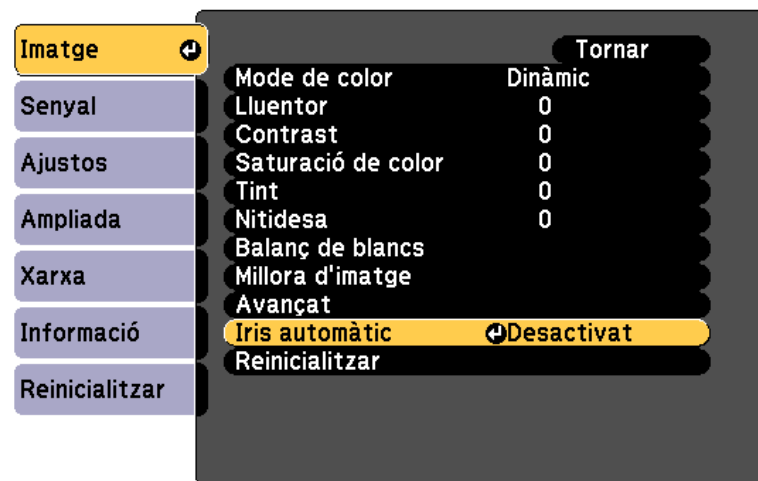 Imatge
Senyal
Ajustos
Ampliada
Xarxa
Informació
Reinicialitzar
Tornar
Mode de color Dinàmic
Lluentor 0
Contrast 0
Saturació de color 0
Tint 0
Nitidesa 0
Balanç de blancs
Millora d'imatge
Avançat
Iris automàtic Desactivat
Reinicialitzar